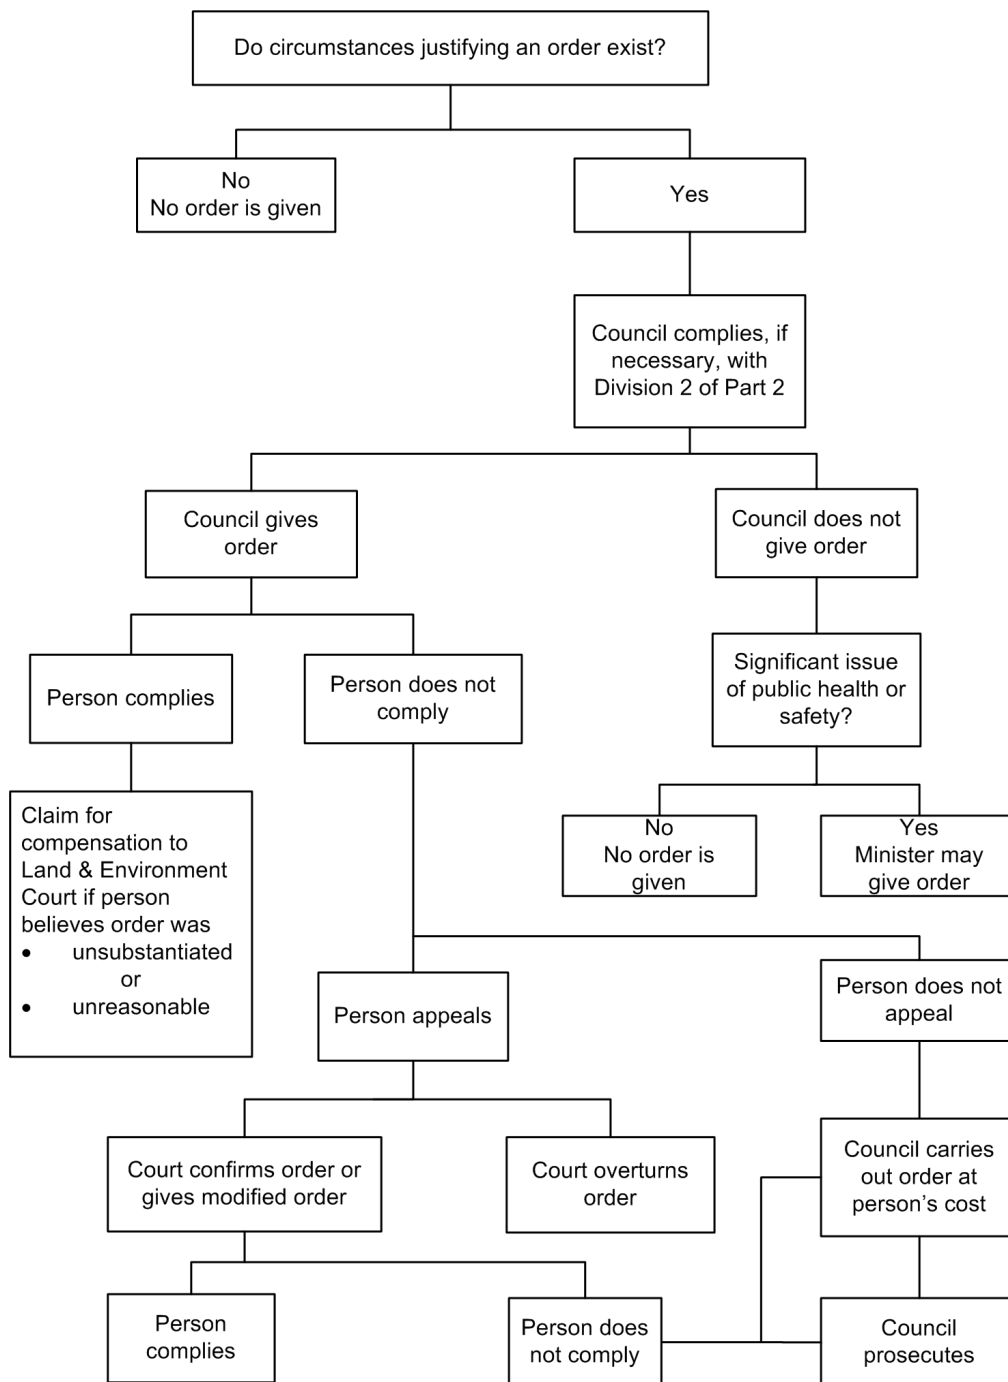 Do circumstances justifying an order exist?
No
No order is given
Yes
Council complies, if
necessary, with
Division 2 of Part 2
Council gives
order
Council does not
give order
Person complies
Person does not
comply
Significant issue
of public health or
safety?
Claim for
compensation to
Land & Environment
Court if person
believes order was
• unsubstantiated
or
• unreasonable
No
No order is
given
Yes
Minister may
give order
Person appeals
Person does not
appeal
Court confirms order or
gives modified order
Court overturns
order
Council carries
out order at
person’s cost
Person
complies
Person does
not comply
Council
prosecutes